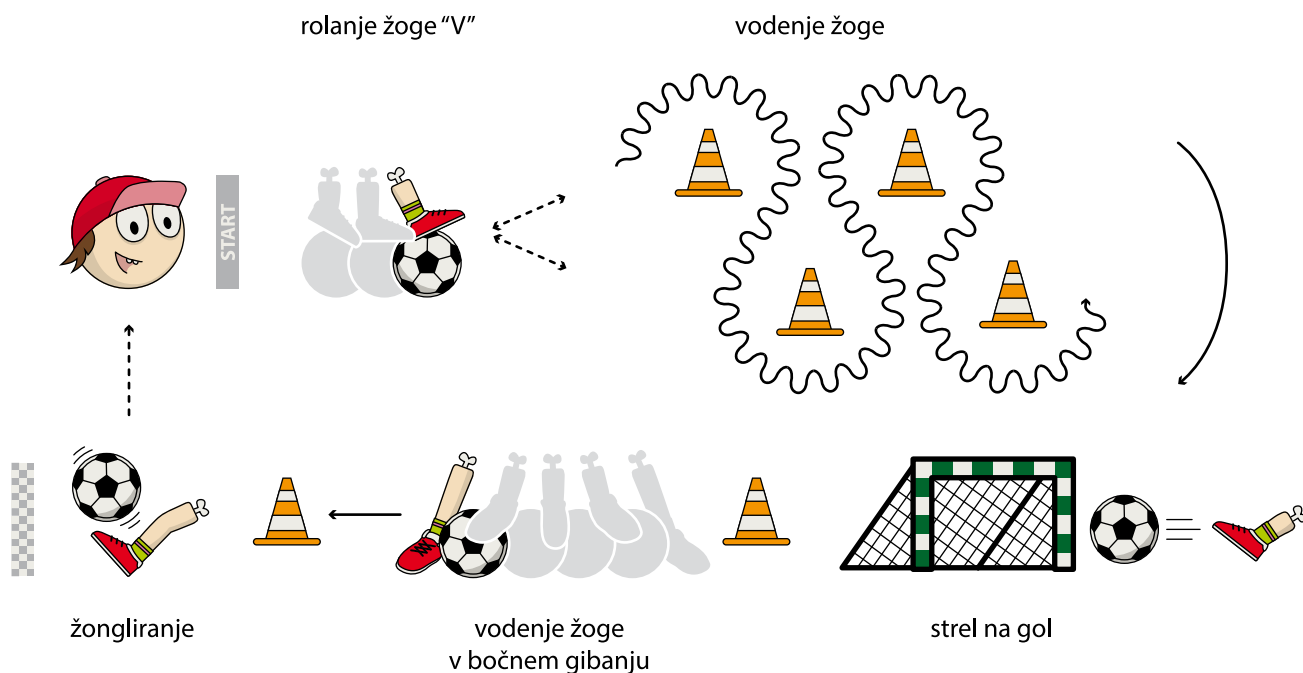 rolanje žoge “V”
vodenje žoge
START
žongliranje
vodenje žoge
v bočnem gibanju
strel na gol